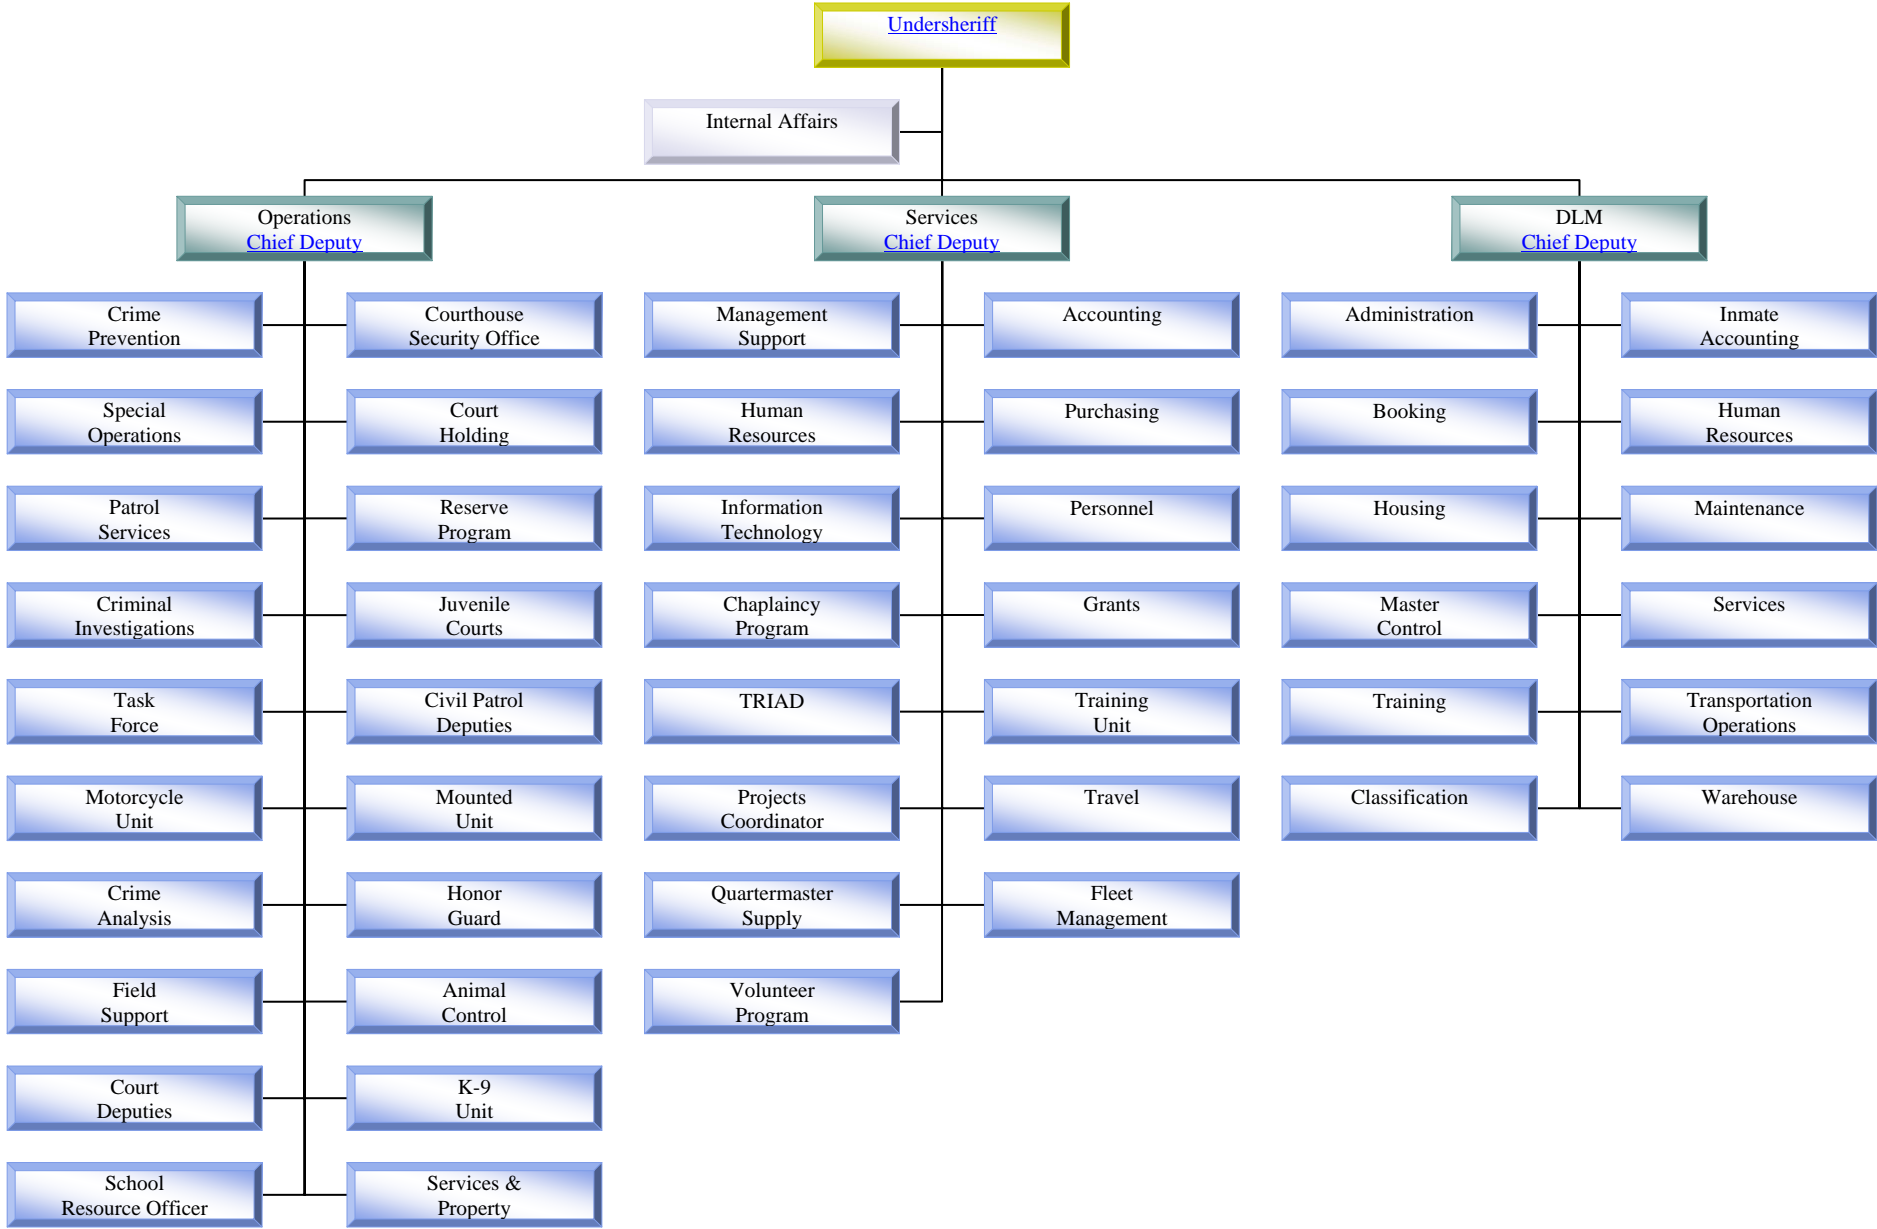 Undersheriff
Internal Affairs
Operations
Chief Deputy
Services
Chief Deputy
DLM
Chief Deputy
Crime
Prevention
Courthouse
Security Office
Management
Support
Accounting
Administration
Inmate
Accounting
Special
Operations
Court
Holding
Human
Resources
Purchasing
Booking
Human
Resources
Patrol
Services
Reserve
Program
Information
Technology
Personnel
Housing
Maintenance
Criminal
Investigations
Juvenile
Courts
Chaplaincy
Program
Grants
Master
Control
Services
Task
Force
Civil Patrol
Deputies
TRIAD
Training
Unit
Training
Transportation
Operations
Motorcycle
Unit
Mounted
Unit
Projects
Coordinator
Travel
Classification
Warehouse
Crime
Analysis
Honor
Guard
Quartermaster
Supply
Fleet
Management
Field
Support
Animal
Control
Volunteer
Program
Court
Deputies
K-9
Unit
School
Resource Officer
Services &
Property